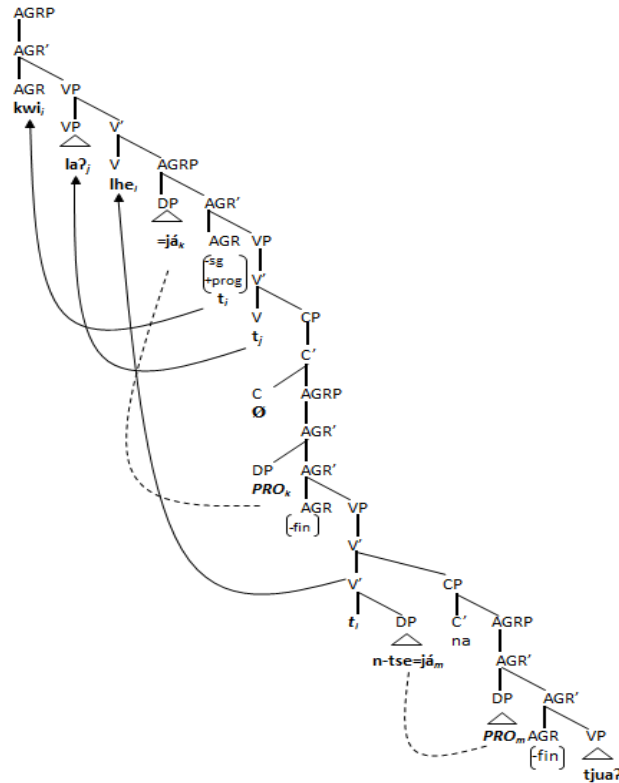 AGRP
AGR'
AGR VP
kwiᵢ
VP V'
laʔⱼ V AGRP
lheᵢ
DP AGR'
=jáₖ AGR VP
-sg
+prog V'
tᵢ
V CP
tⱼ
C'
C AGRP
Ø
AGR'
DP AGR'
PROₖ
AGR VP
(-fin)
V'
V' CP
tᵢ DP C' AGRP
na
n-tse=jáₘ AGR'
DP AGR'
PROₘ AGR VP
(-fin)
tjuaʔ